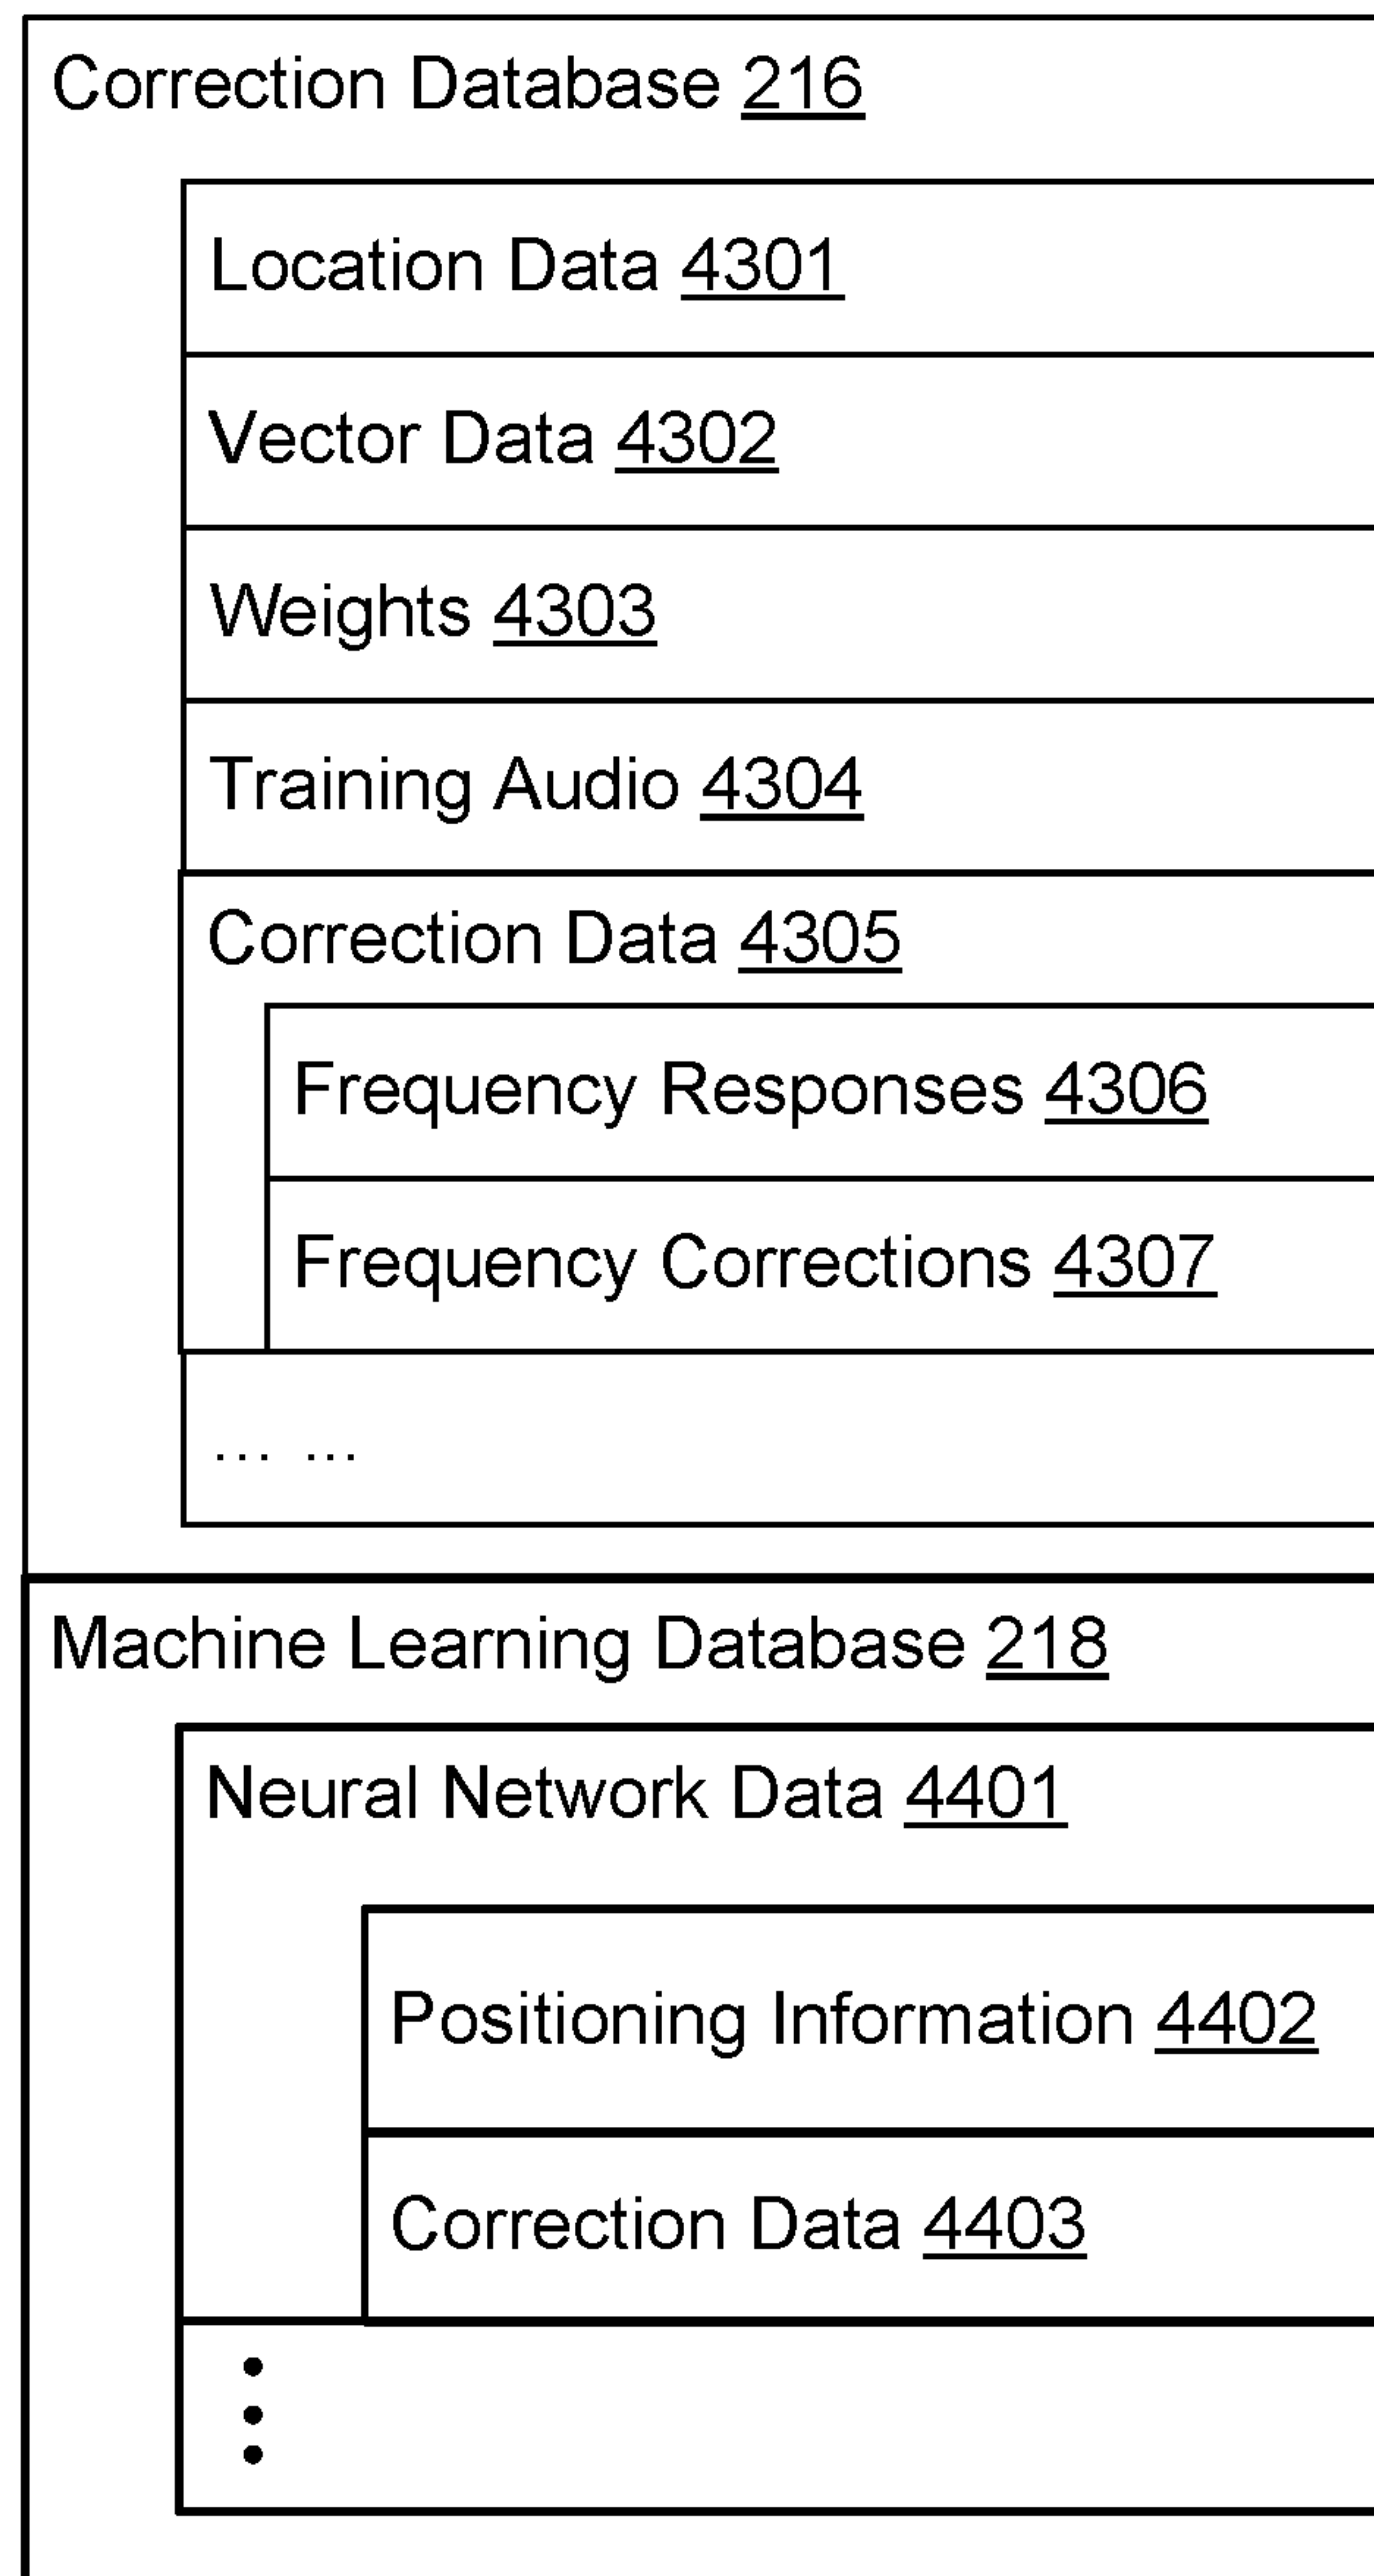 Correction Database 216
Location Data 4301
Vector Data 4302
Weights 4303
Training Audio 4304
Correction Data 4305
Frequency Responses 4306
Frequency Corrections 4307
... ...
Machine Learning Database 218
Neural Network Data 4401
Positioning Information 4402
Correction Data 4403